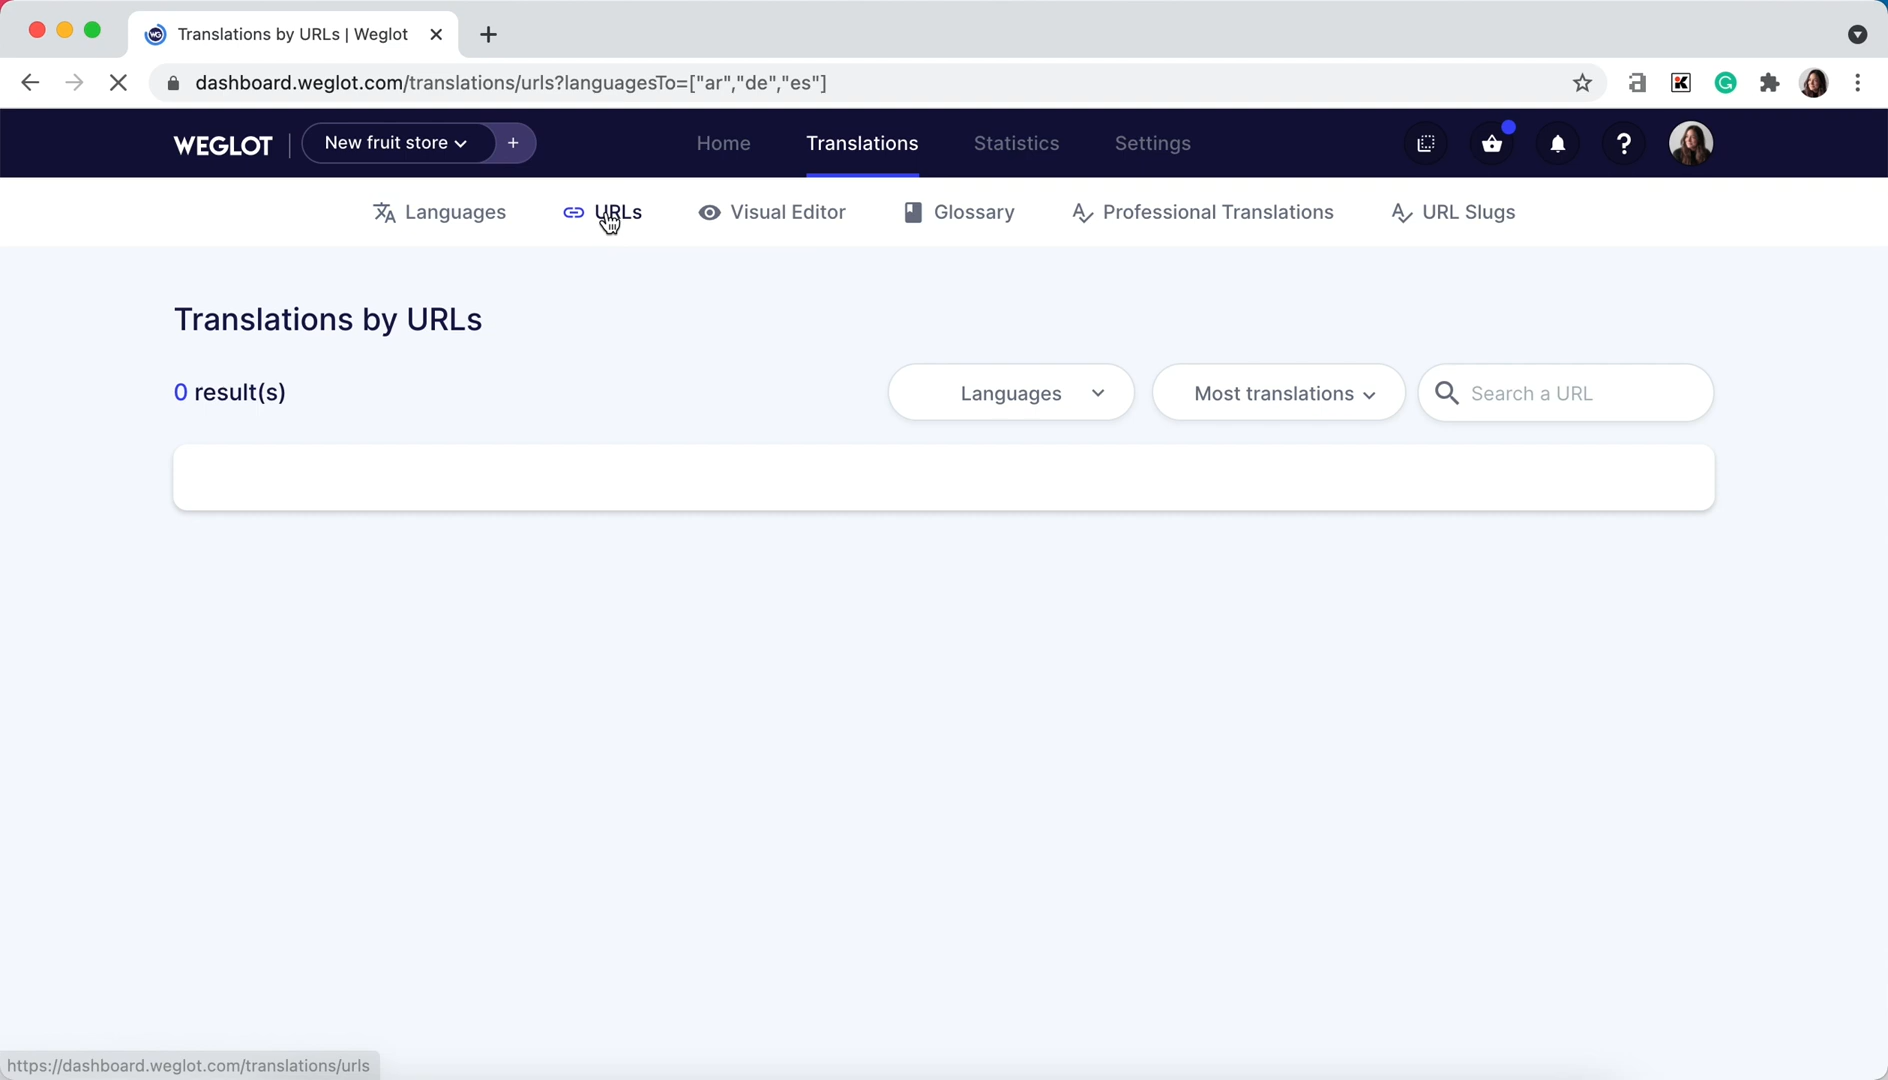 Translations by URLs | Weglot
dashboard.weglot.com/translations/urls?languagesTo=["ar","de","es"]
WEGLOT
New fruit store
Home
Translations
Statistics
Settings
Languages
URLs
Visual Editor
Glossary
Professional Translations
URL Slugs
Translations by URLs
0 result(s)
Languages
Most translations
Search a URL
https://dashboard.weglot.com/translations/urls